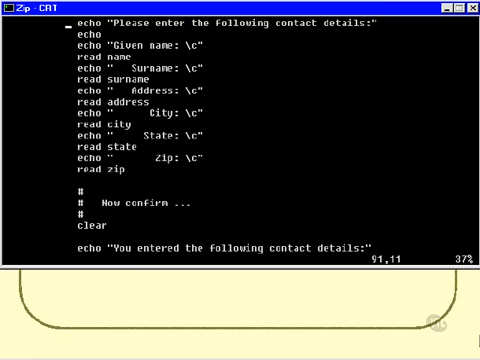 Zip - CAT
echo "Please enter the following contact details:"
echo
echo "Given name: \c"
read name
echo "   Surname: \c"
read surname
echo "   Address: \c"
read address
echo "      City: \c"
read city
echo "     State: \c"
read state
echo "       Zip: \c"
read zip
#
#   Now confirm ...
#
clear
echo "You entered the following contact details:"
91,11 37%